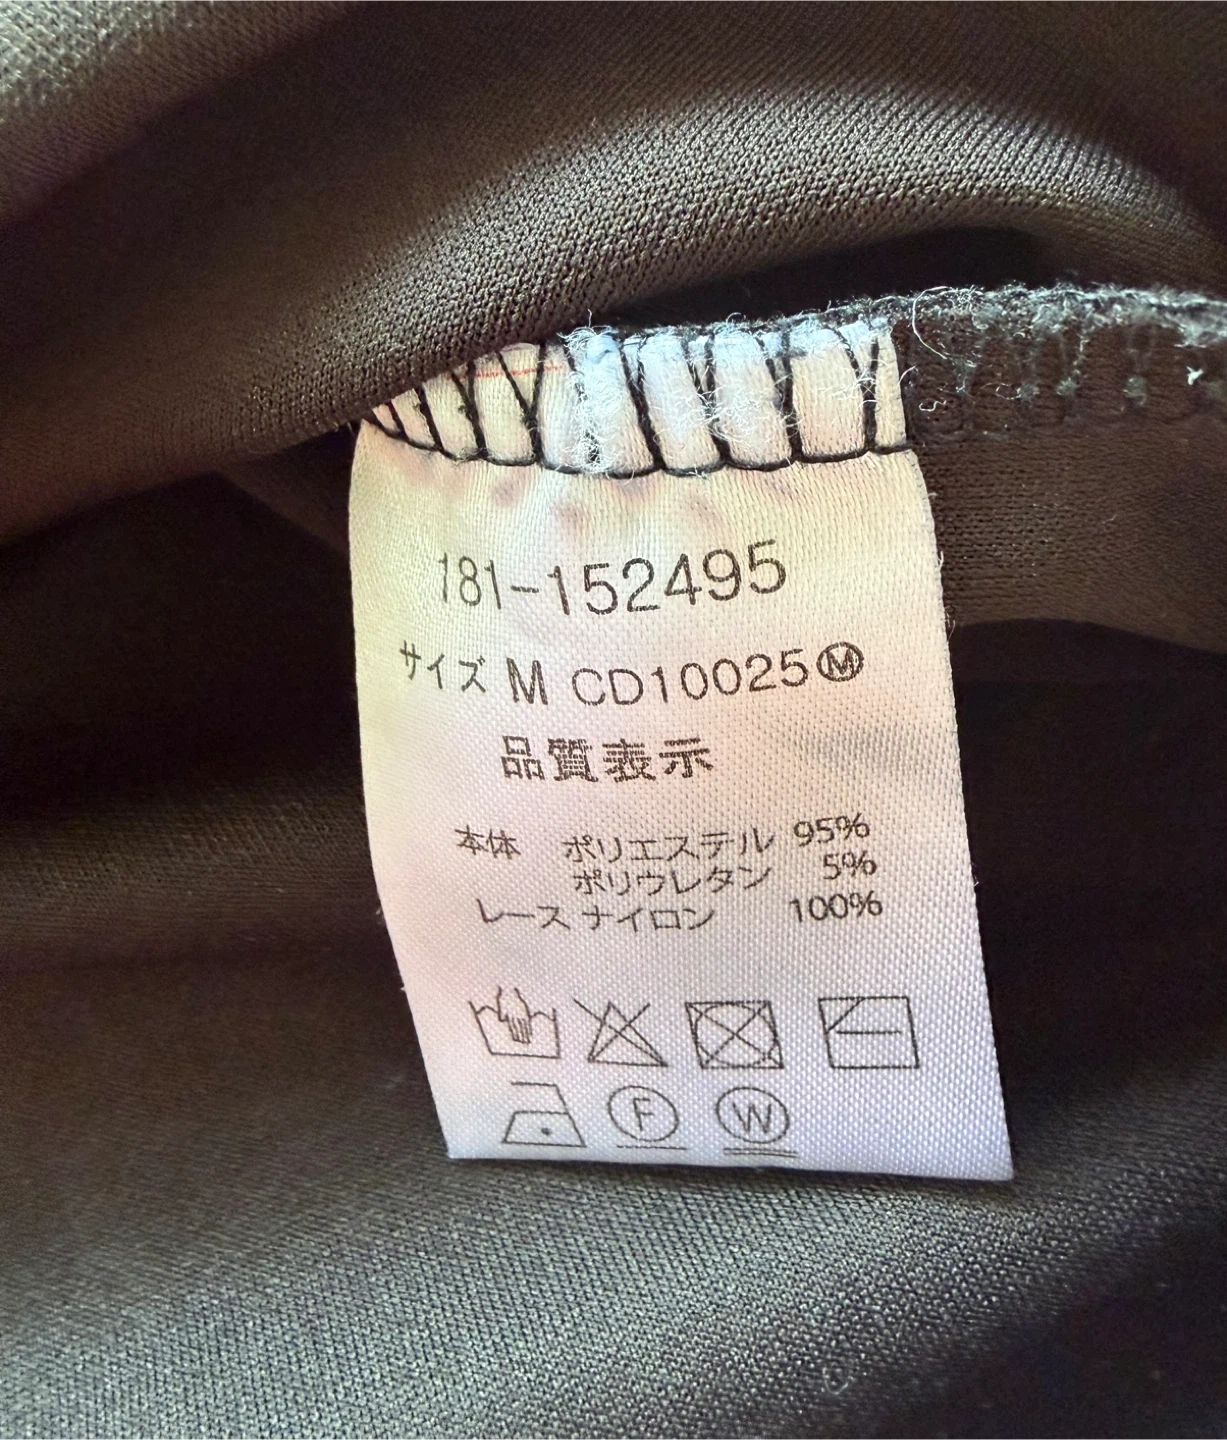 181-152495
サイズ M CD10025Ⓜ
品質表示
本体 ポリエステル 95%
ポリウレタン 5%
レース ナイロン 100%
F W